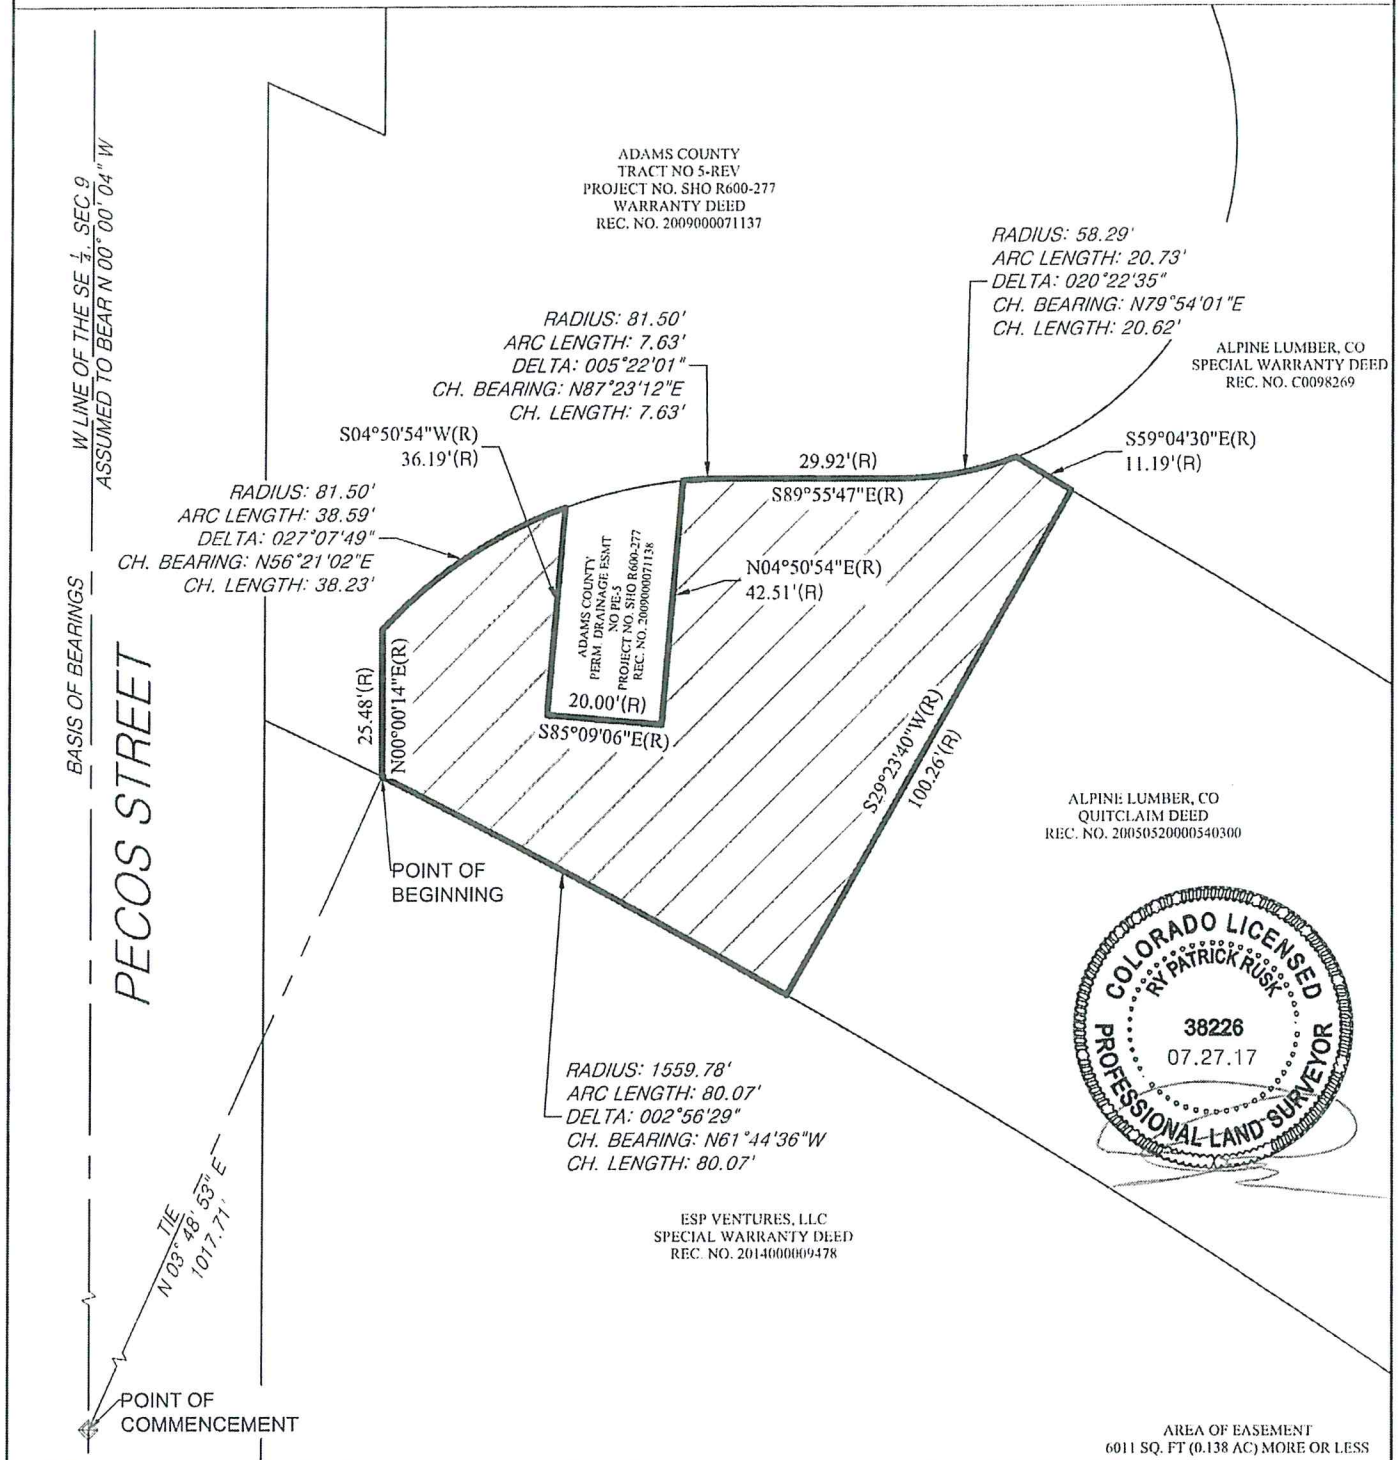 W LINE OF THE SE 1/4, SEC 9
ASSUMED TO BEAR N 00° 00' 04" W
BASIS OF BEARINGS
PECOS STREET
ADAMS COUNTY
TRACT NO 5-REV
PROJECT NO. SHO R600-277
WARRANTY DEED
REC. NO. 2009000071137
RADIUS: 58.29'
ARC LENGTH: 20.73'
DELTA: 020°22'35"
CH. BEARING: N79°54'01"E
CH. LENGTH: 20.62'
RADIUS: 81.50'
ARC LENGTH: 7.63'
DELTA: 005°22'01"
CH. BEARING: N87°23'12"E
CH. LENGTH: 7.63'
ALPINE LUMBER, CO
SPECIAL WARRANTY DEED
REC. NO. C0098269
S04°50'54"W(R)
36.19'(R)
29.92'(R)
S89°55'47"E(R)
S59°04'30"E(R)
11.19'(R)
RADIUS: 81.50'
ARC LENGTH: 38.59'
DELTA: 027°07'49"
CH. BEARING: N56°21'02"E
CH. LENGTH: 38.23'
ADAMS COUNTY
PERM. DRAINAGE ESMT
NO PE-5
PROJECT NO. SHO R600-277
REC. NO. 2009000071138
N04°50'54"E(R)
42.51'(R)
20.00'(R)
S85°09'06"E(R)
25.48'(R)
N00°00'14"E(R)
S29°23'40"W(R)
100.26'(R)
ALPINE LUMBER, CO
QUITCLAIM DEED
REC. NO. 20050520000540300
POINT OF
BEGINNING
COLORADO LICENSED
RY PATRICK RUSK
38226
07.27.17
PROFESSIONAL LAND SURVEYOR
RADIUS: 1559.78'
ARC LENGTH: 80.07'
DELTA: 002°56'29"
CH. BEARING: N61°44'36"W
CH. LENGTH: 80.07'
TIE
N 03° 48' 53" E
1017.71'
ESP VENTURES, LLC
SPECIAL WARRANTY DEED
REC. NO. 2014000009478
POINT OF
COMMENCEMENT
AREA OF EASEMENT
6011 SQ. FT (0.138 AC) MORE OR LESS